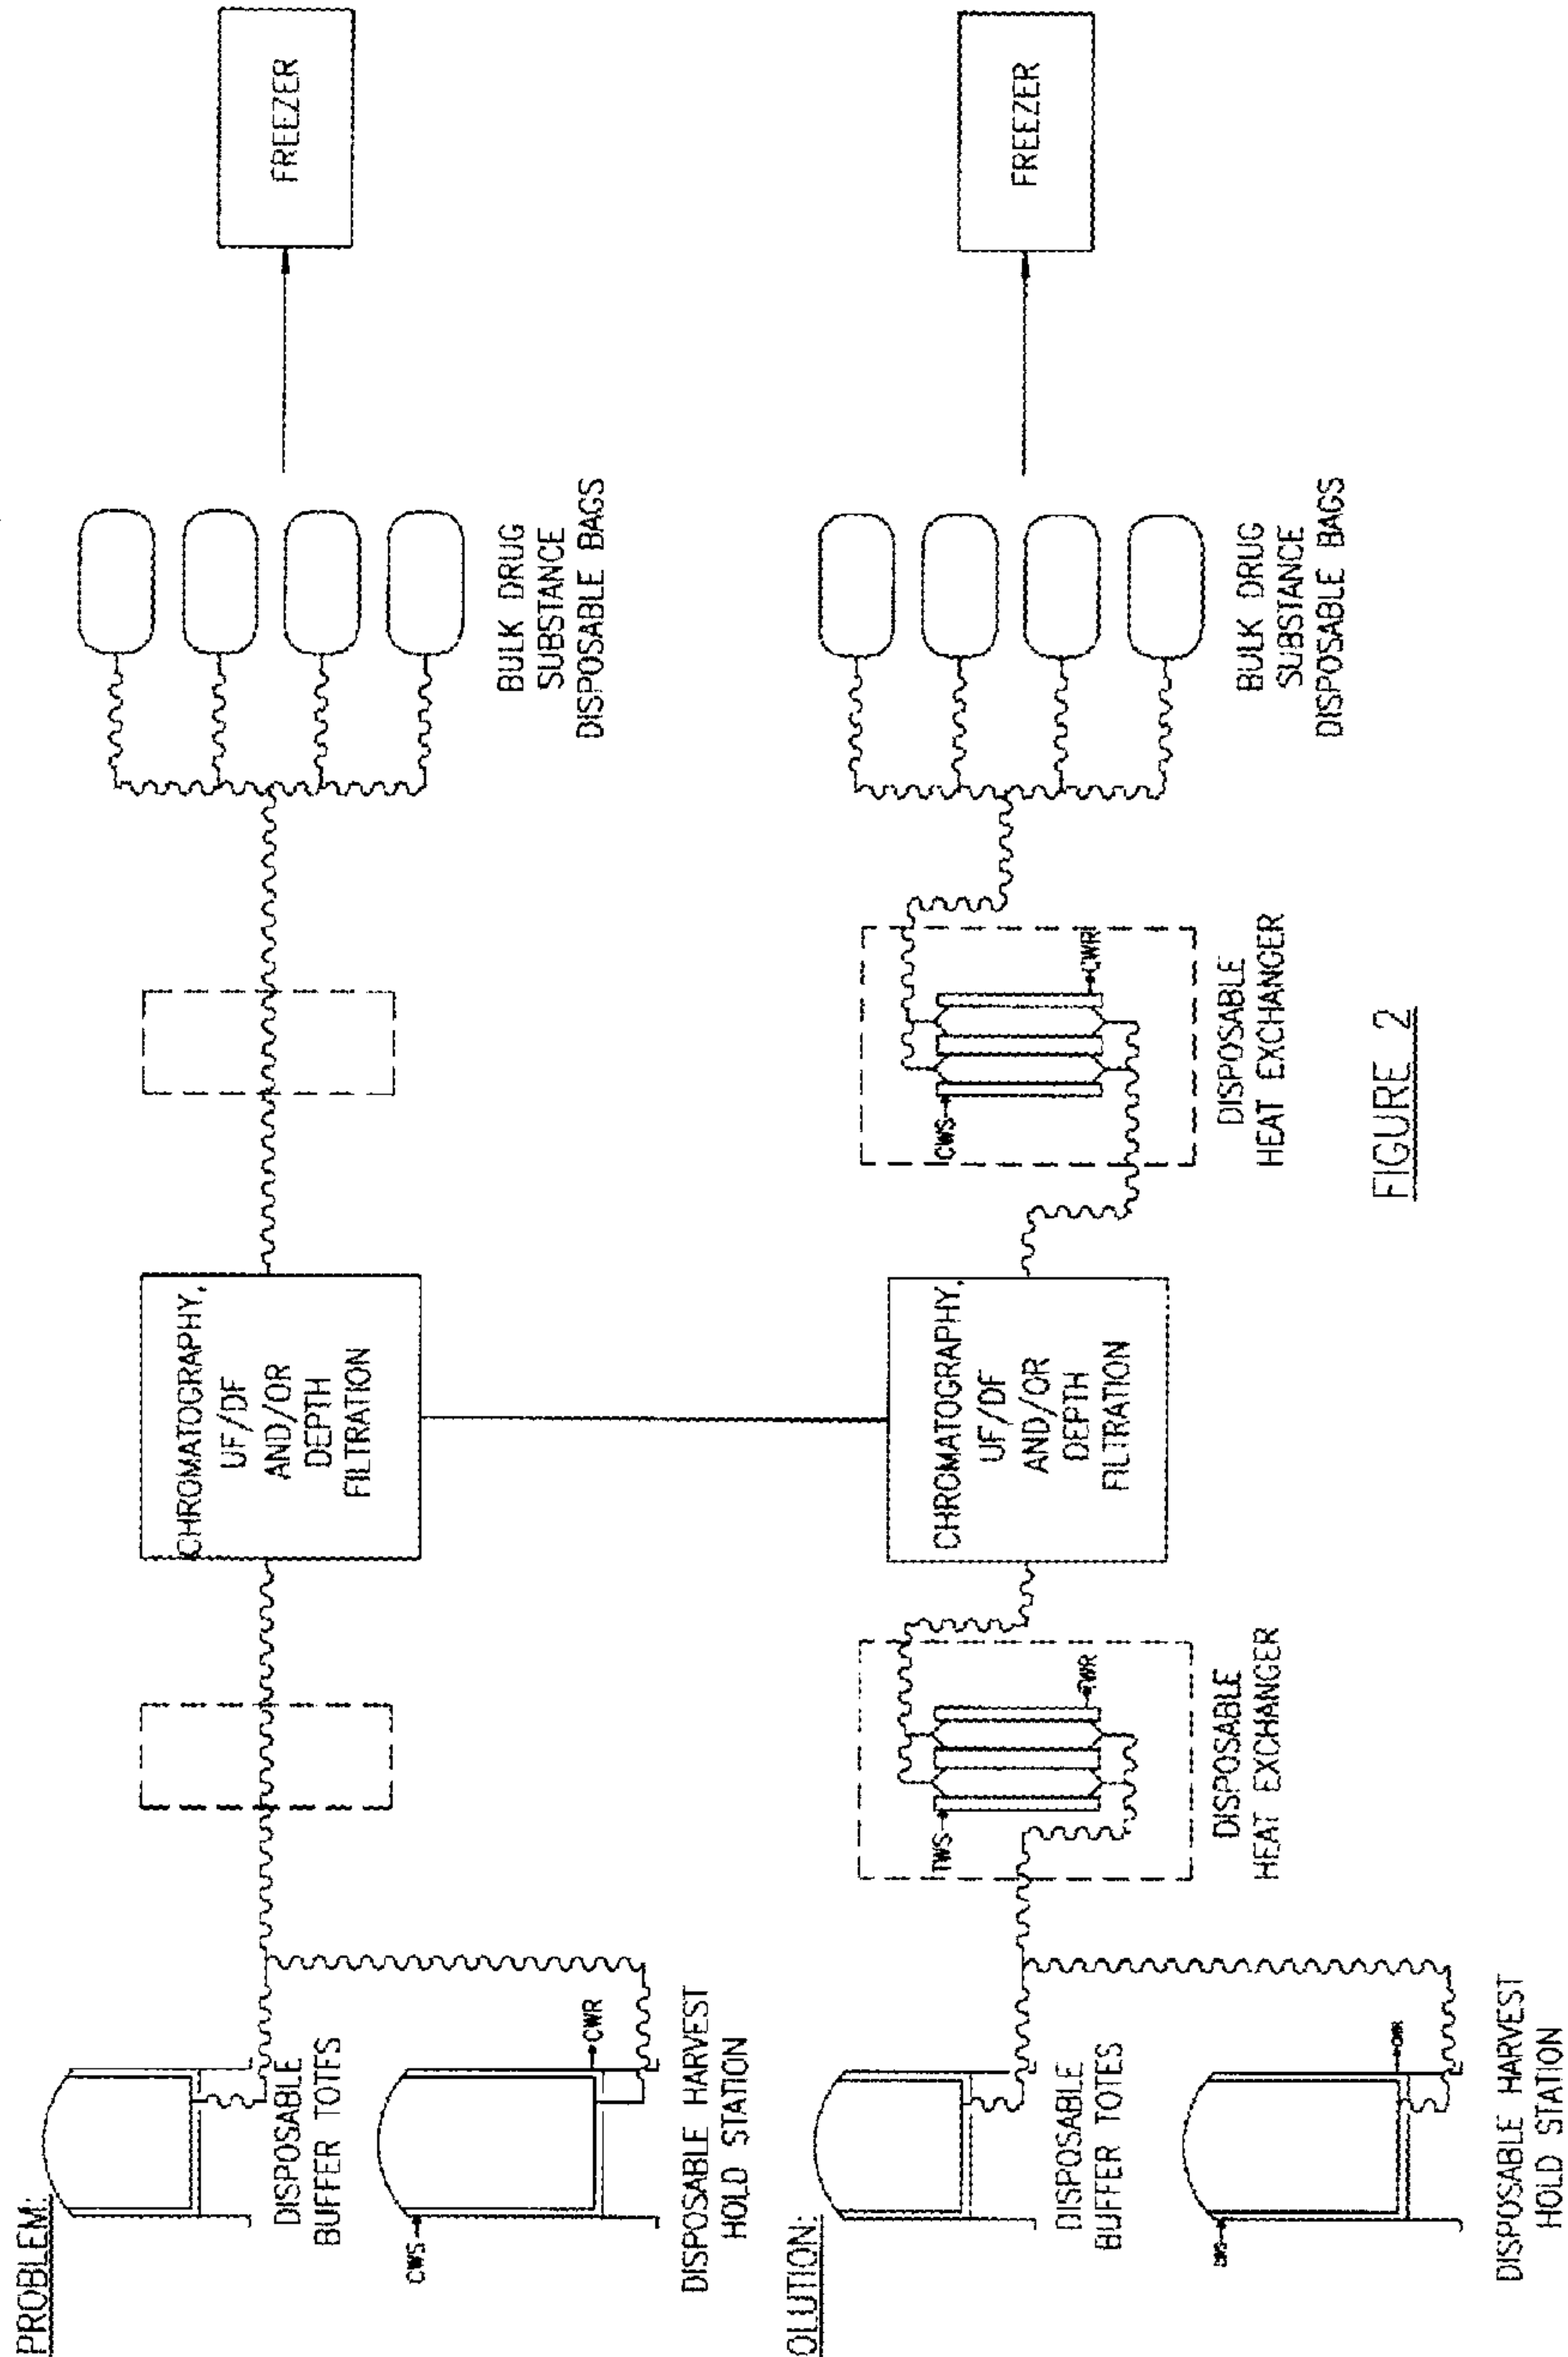 PROBLEM:
DISPOSABLE
BUFFER TOTES
CWS
CWR
DISPOSABLE HARVEST
HOLD STATION
CHROMATOGRAPHY,
UF/DF
AND/OR
DEPTH
FILTRATION
BULK DRUG
SUBSTANCE
DISPOSABLE BAGS
FREEZER
OLUTION:
DISPOSABLE
BUFFER TOTES
CWR
DISPOSABLE HARVEST
HOLD STATION
TWS
TWR
DISPOSABLE
HEAT EXCHANGER
CHROMATOGRAPHY,
UF/DF
AND/OR
DEPTH
FILTRATION
CWS
CWR
DISPOSABLE
HEAT EXCHANGER
BULK DRUG
SUBSTANCE
DISPOSABLE BAGS
FREEZER
FIGURE 2